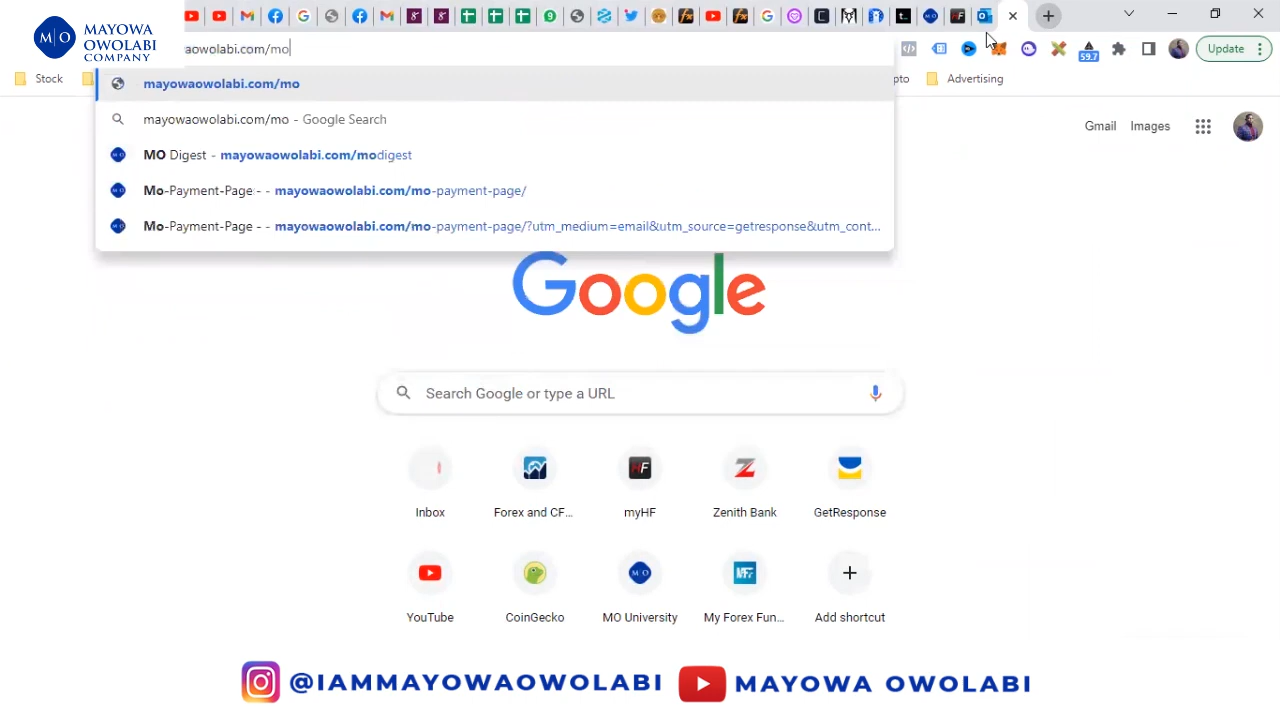 M|O MAYOWA
OWOLABI
COMPANY
aowolabi.com/mo
59.7
Update
Stock
pto
Advertising
mayowaowolabi.com/mo
mayowaowolabi.com/mo - Google Search
MO Digest - mayowaowolabi.com/modigest
Mo-Payment-Page - - mayowaowolabi.com/mo-payment-page/
Mo-Payment-Page - - mayowaowolabi.com/mo-payment-page/?utm_medium=email&utm_source=getresponse&utm_cont...
Gmail Images
Google
Search Google or type a URL
Inbox
Forex and CF...
myHF
Zenith Bank
GetResponse
YouTube
CoinGecko
MO University
My Forex Fun...
Add shortcut
@IAMMAYOWAOWOLABI MAYOWA OWOLABI